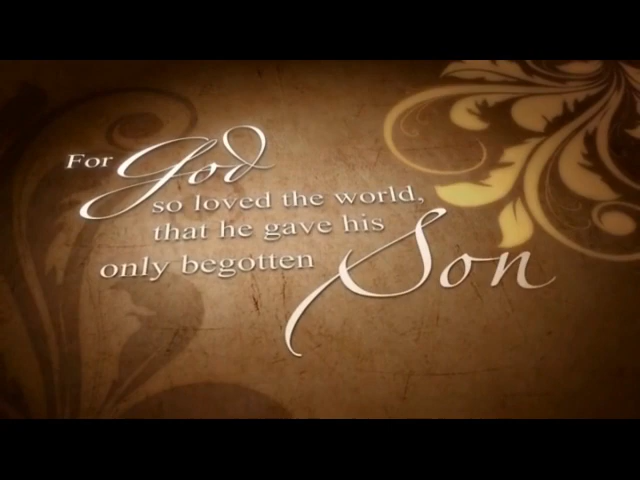 For God
so loved the world,
that he gave his
only begotten Son